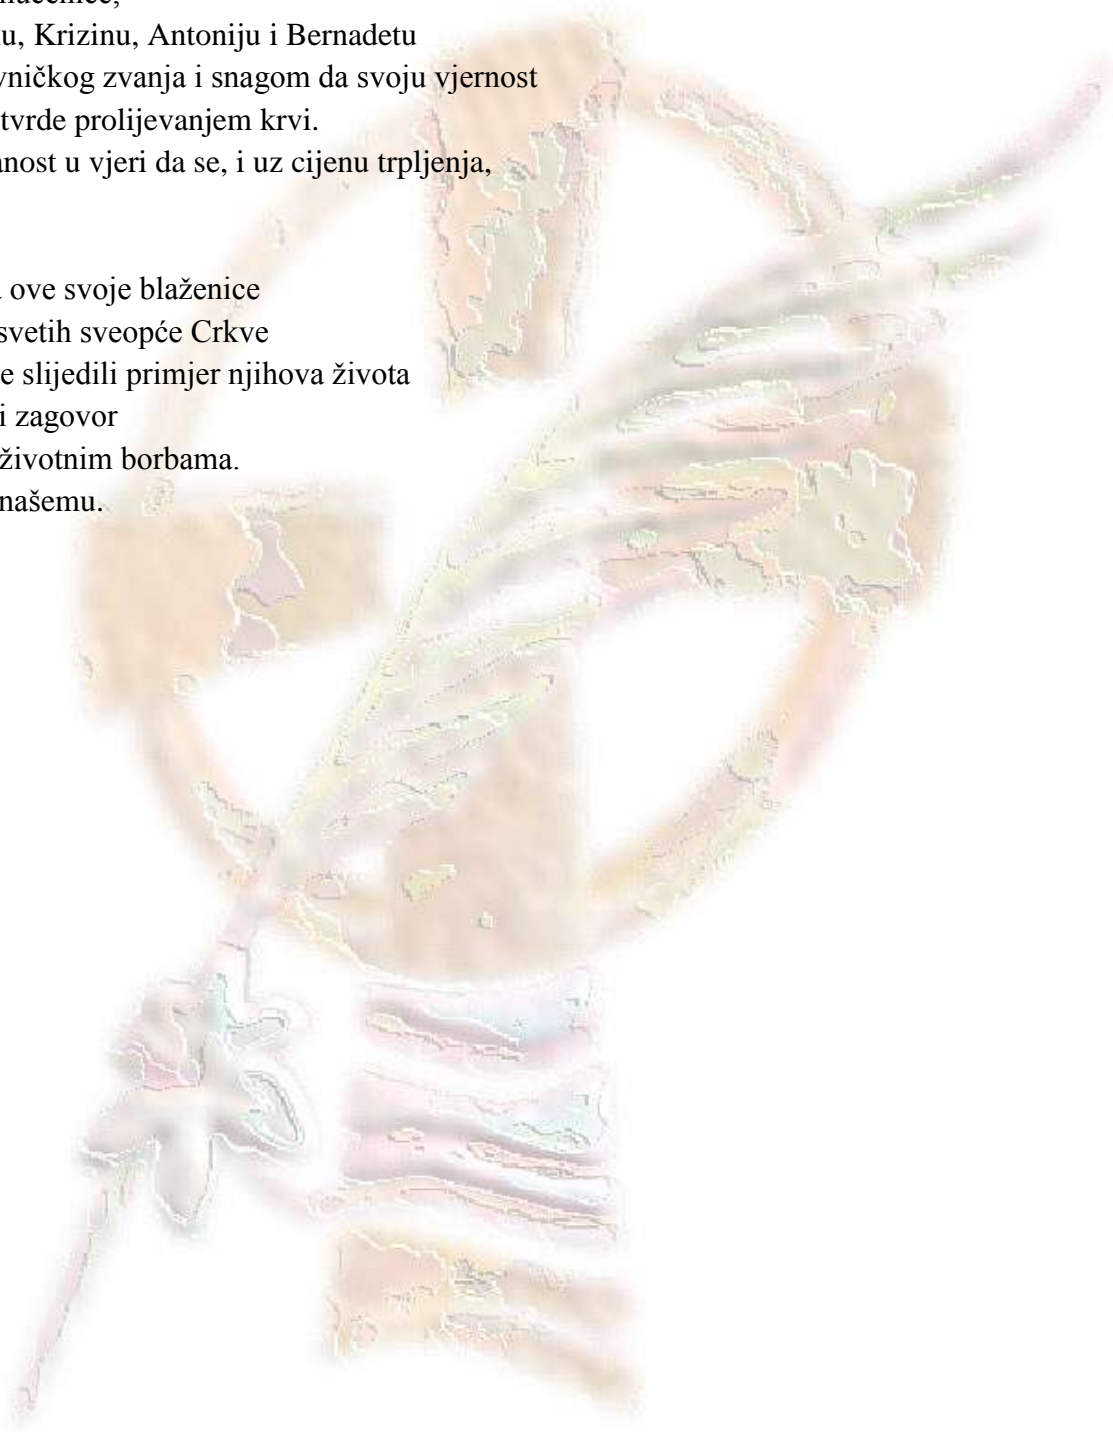 u, Krizinu, Antoniju i Bernadetu
vničkog zvanja i snagom da svoju vjernost
tvrde prolijevanjem krvi.
anost u vjeri da se, i uz cijenu trpljenja,
ove svoje blaženice
svetih sveopće Crkve
e slijedili primjer njihova života
i zagovor
životnim borbama.
našemu.